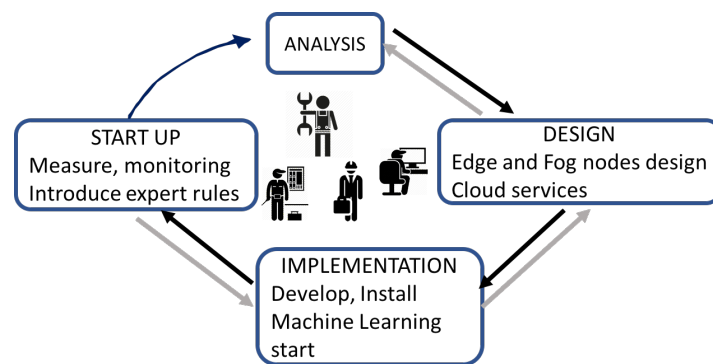 ANALYSIS
START UP
Measure, monitoring
Introduce expert rules
DESIGN
Edge and Fog nodes design
Cloud services
IMPLEMENTATION
Develop, Install
Machine Learning
start